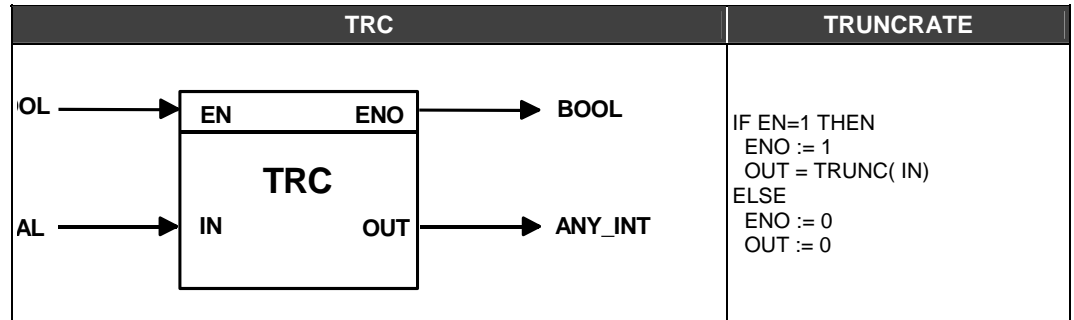 TRC
TRUNCRATE
OL
EN
ENO
BOOL
TRC
AL
IN
OUT
ANY_INT
IF EN=1 THEN
ENO := 1
OUT = TRUNC( IN)
ELSE
ENO := 0
OUT := 0